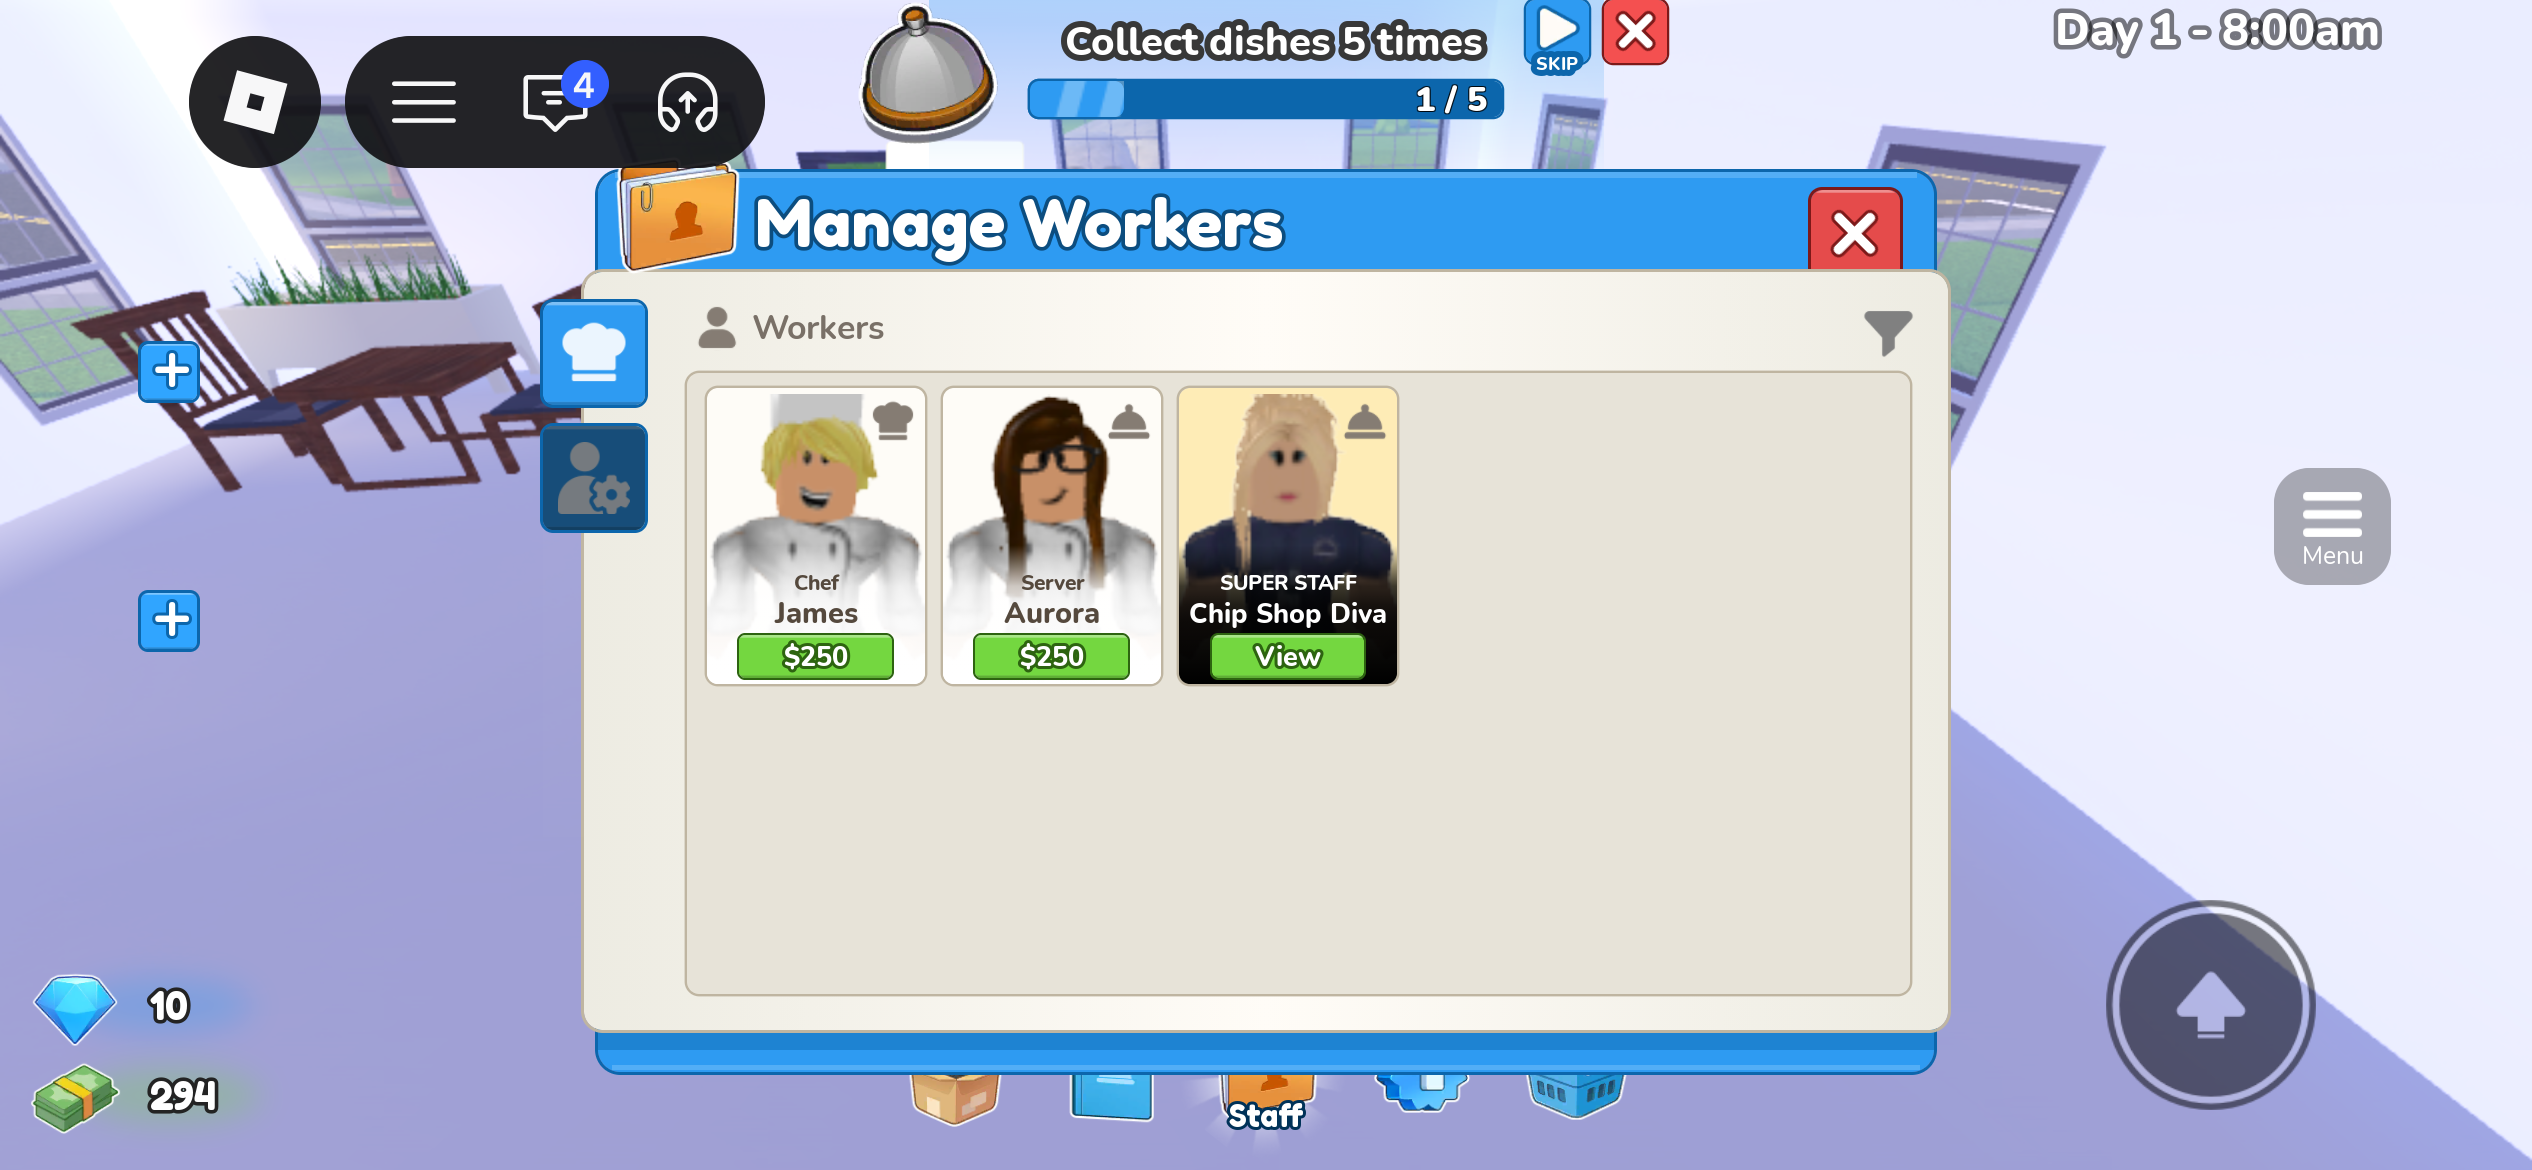 4
Collect dishes 5 times
SKIP
1 / 5
Day 1 - 8:00am
Manage Workers
Workers
Chef
James
$250
Server
Aurora
$250
SUPER STAFF
Chip Shop Diva
View
Menu
10
294
Staff